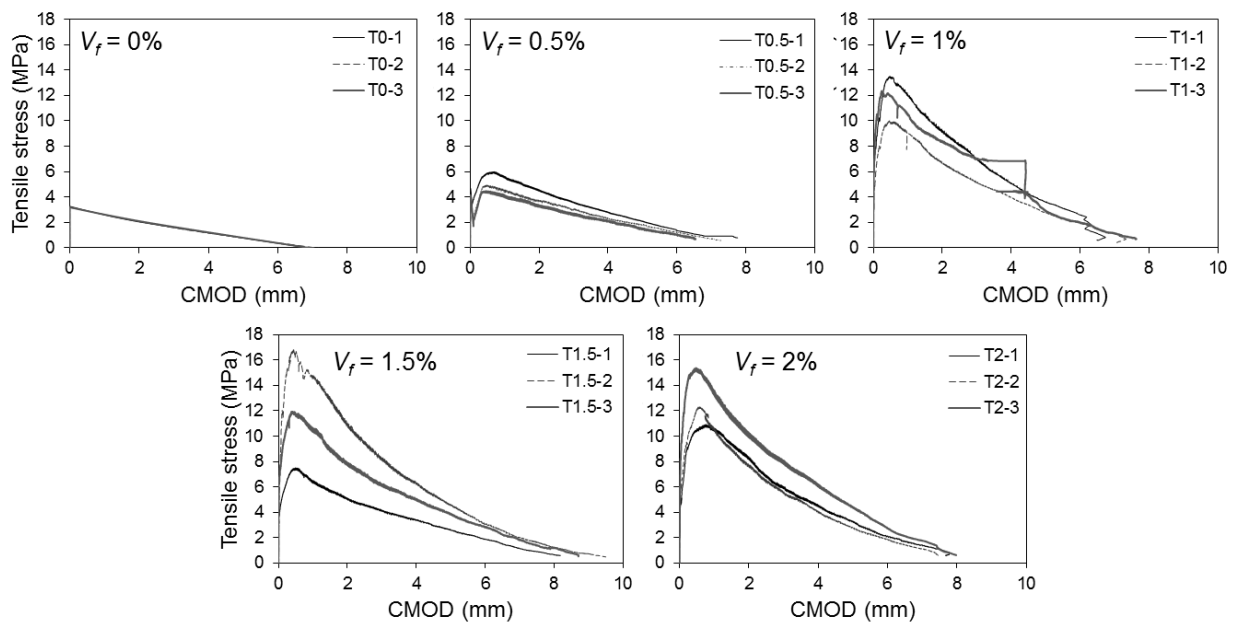 Tensile stress (MPa)
18
16
14
12
10
8
6
4
2
0
V_f = 0%
T0-1
T0-2
T0-3
0 2 4 6 8 10
CMOD (mm)
18
16
14
12
10
8
6
4
2
0
V_f = 0.5%
T0.5-1
T0.5-2
T0.5-3
0 2 4 6 8 10
CMOD (mm)
18
16
14
12
10
8
6
4
2
0
V_f = 1%
T1-1
T1-2
T1-3
0 2 4 6 8 10
CMOD (mm)
Tensile stress (MPa)
18
16
14
12
10
8
6
4
2
0
V_f = 1.5%
T1.5-1
T1.5-2
T1.5-3
0 2 4 6 8 10
CMOD (mm)
18
16
14
12
10
8
6
4
2
0
V_f = 2%
T2-1
T2-2
T2-3
0 2 4 6 8 10
CMOD (mm)